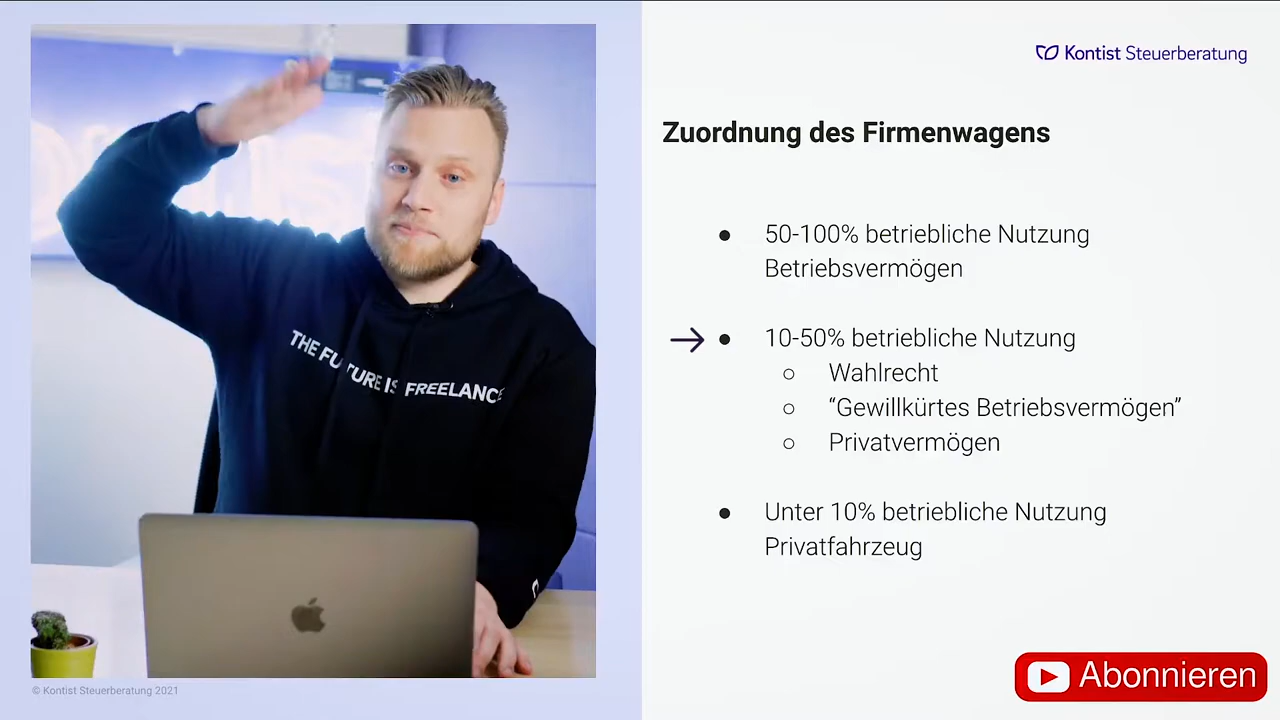 Kontist Steuerberatung
Zuordnung des Firmenwagens
● 50-100% betriebliche Nutzung
Betriebsvermögen
→ ● 10-50% betriebliche Nutzung
○ Wahlrecht
○ “Gewillkürtes Betriebsvermögen”
○ Privatvermögen
● Unter 10% betriebliche Nutzung
Privatfahrzeug
THE FUTURE IS FREELANCE
© Kontist Steuerberatung 2021
Abonnieren